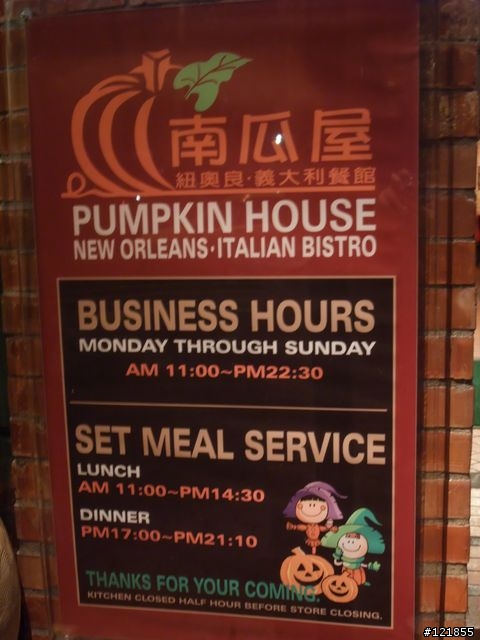 南瓜屋
紐奧良·義大利餐館
PUMPKIN HOUSE
NEW ORLEANS·ITALIAN BISTRO
BUSINESS HOURS
MONDAY THROUGH SUNDAY
AM 11:00~PM22:30
SET MEAL SERVICE
LUNCH
AM 11:00~PM14:30
DINNER
PM17:00~PM21:10
THANKS FOR YOUR COMING.
KITCHEN CLOSED HALF HOUR BEFORE STORE CLOSING.
#121855